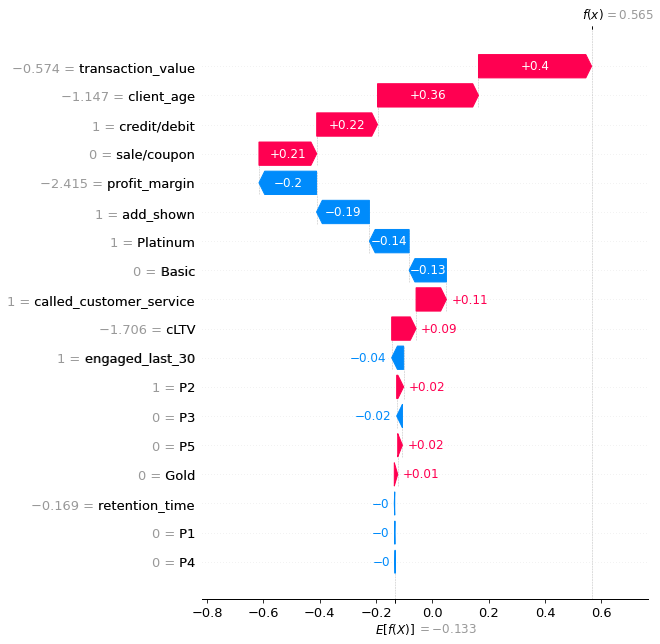 f(x) = 0.565
−0.574 = transaction_value +0.4
−1.147 = client_age +0.36
1 = credit/debit +0.22
0 = sale/coupon +0.21
−2.415 = profit_margin −0.2
1 = add_shown −0.19
1 = Platinum −0.14
0 = Basic −0.13
1 = called_customer_service +0.11
−1.706 = cLTV +0.09
1 = engaged_last_30 −0.04
1 = P2 +0.02
0 = P3 −0.02
0 = P5 +0.02
0 = Gold +0.01
−0.169 = retention_time −0
0 = P1 −0
0 = P4 −0
−0.8 −0.6 −0.4 −0.2 0.0 0.2 0.4 0.6
E[f(X)] = −0.133